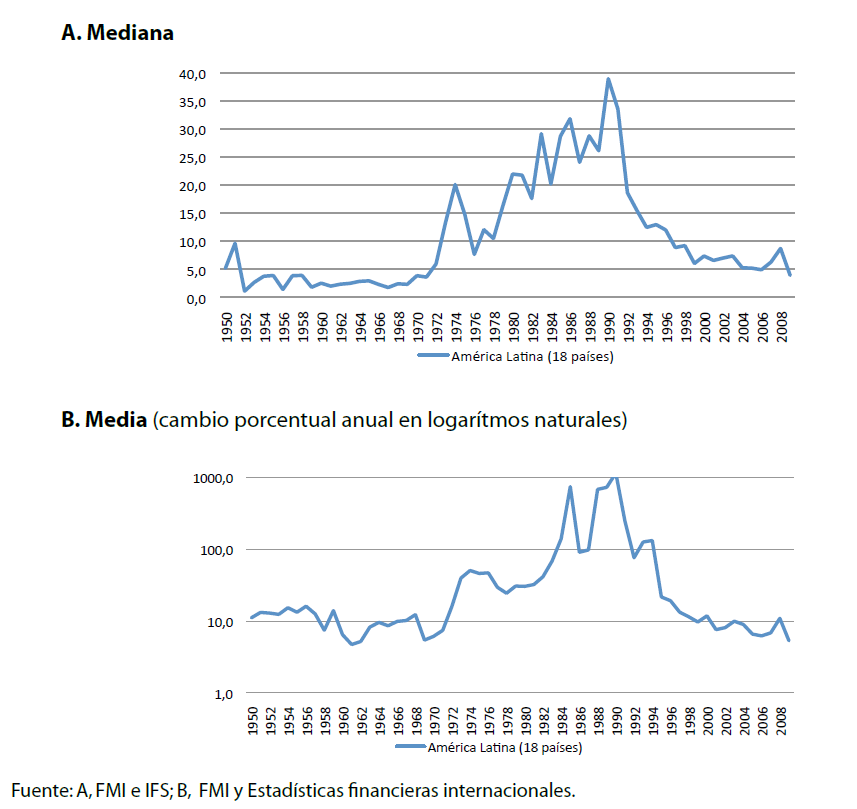 A. Mediana
40,0
35,0
30,0
25,0
20,0
15,0
10,0
5,0
0,0
1950 1952 1954 1956 1958 1960 1962 1964 1966 1968 1970 1972 1974 1976 1978 1980 1982 1984 1986 1988 1990 1992 1994 1996 1998 2000 2002 2004 2006 2008
América Latina (18 países)
B. Media (cambio porcentual anual en logarítmos naturales)
1000,0
100,0
10,0
1,0
1950 1952 1954 1956 1958 1960 1962 1964 1966 1968 1970 1972 1974 1976 1978 1980 1982 1984 1986 1988 1990 1992 1994 1996 1998 2000 2002 2004 2006 2008
América Latina (18 países)
Fuente: A, FMI e IFS; B, FMI y Estadísticas financieras internacionales.